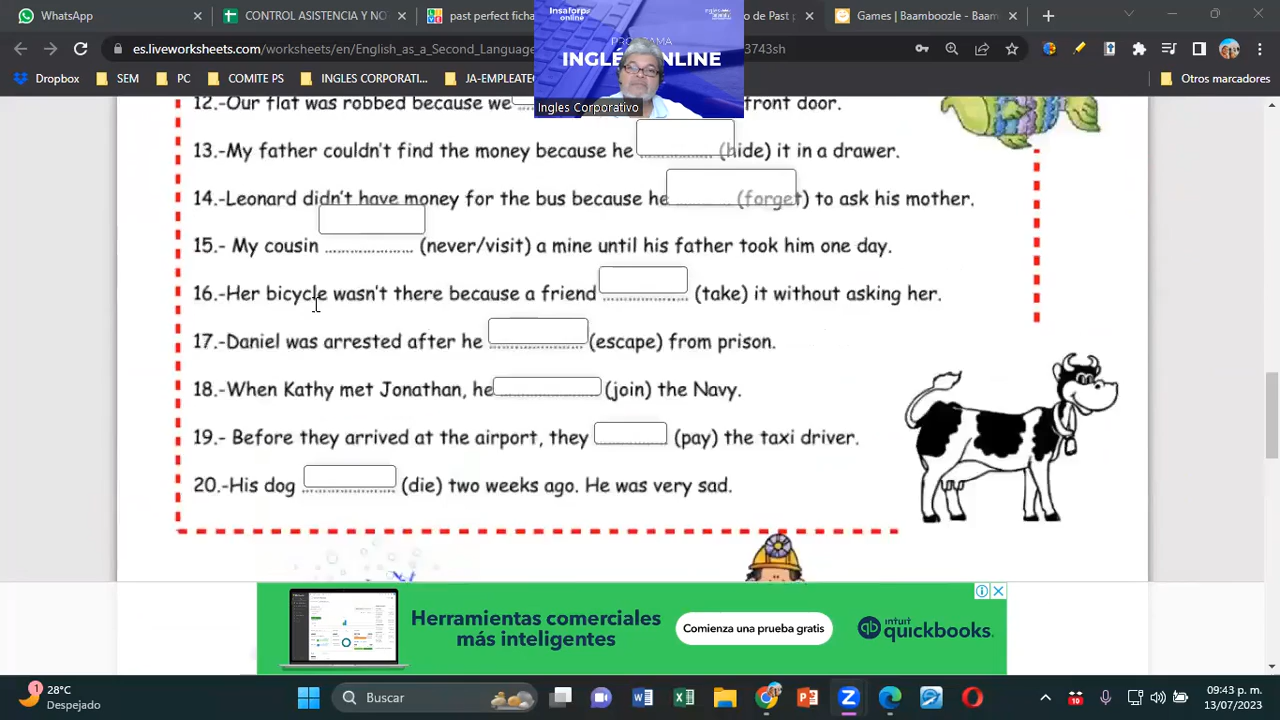 WhatsApp
CONTROL ASISTENCIA Y NO
Past perfect ficha
o de Past p
Games | Baamboozle - Baam
es.liveworksheets.com/worksheets/en/English_as_a_Second_Language
3743sh
Dropbox
SEM
PC
COMITE PS
INGLES CORPORATI...
JA-EMPLEATE
Otros marcadores
Insaforp online
PROGRAMA
INGLÉS ONLINE
Ingles Corporativo
12.-Our flat was robbed because we
front door.
13.-My father couldn't find the money because he ............ (hide) it in a drawer.
14.-Leonard didn't have money for the bus because he ............ (forget) to ask his mother.
15.- My cousin .................... (never/visit) a mine until his father took him one day.
16.-Her bicycle wasn't there because a friend .................... (take) it without asking her.
17.-Daniel was arrested after he .................... (escape) from prison.
18.-When Kathy met Jonathan, he .................... (join) the Navy.
19.- Before they arrived at the airport, they ............ (pay) the taxi driver.
20.-His dog .................... (die) two weeks ago. He was very sad.
Herramientas comerciales
más inteligentes
Comienza una prueba gratis
intuit
quickbooks.
1
28°C
Despejado
Buscar
10
09:43 p. m.
13/07/2023